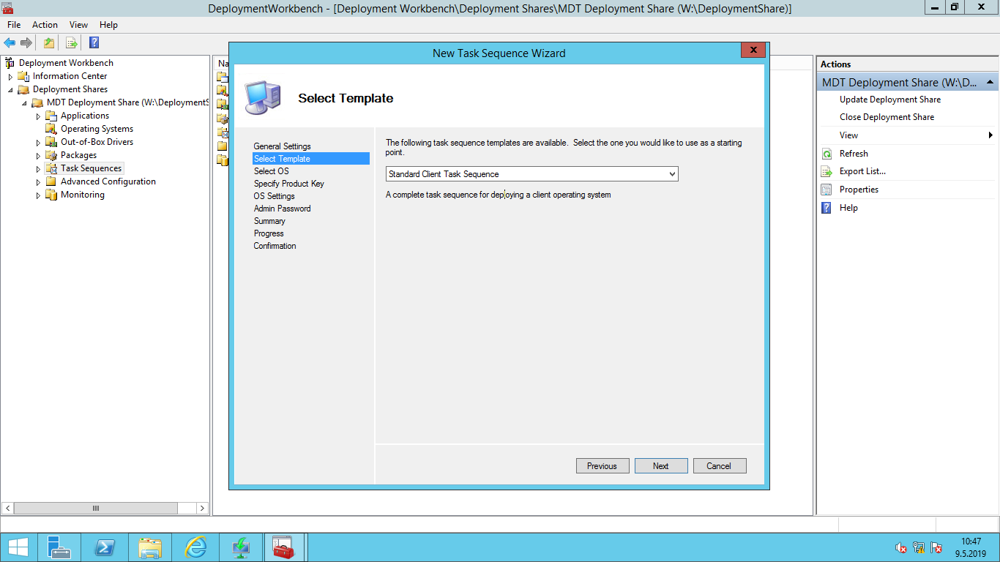 DeploymentWorkbench - [Deployment Workbench\Deployment Shares\MDT Deployment Share (W:\DeploymentShare)]
File Action View Help
Deployment Workbench
Information Center
Deployment Shares
MDT Deployment Share (W:\DeploymentS
Applications
Operating Systems
Out-of-Box Drivers
Packages
Task Sequences
Advanced Configuration
Monitoring
Na
New Task Sequence Wizard
Select Template
General Settings
Select Template
Select OS
Specify Product Key
OS Settings
Admin Password
Summary
Progress
Confirmation
The following task sequence templates are available. Select the one you would like to use as a starting
point.
Standard Client Task Sequence
A complete task sequence for deploying a client operating system
Previous Next Cancel
Actions
MDT Deployment Share (W:\D...
Update Deployment Share
Close Deployment Share
View
Refresh
Export List...
Properties
Help
10:47
9.5.2019